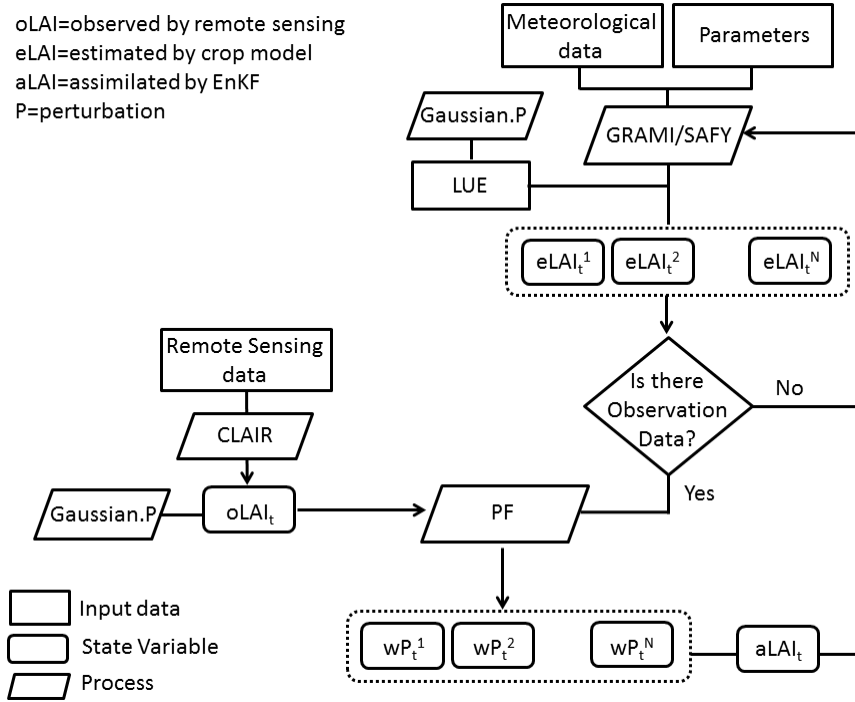 oLAI=observed by remote sensing
eLAI=estimated by crop model
aLAI=assimilated by EnKF
P=perturbation
Meteorological
data
Parameters
Gaussian.P
GRAMI/SAFY
LUE
eLAIₜ¹
eLAIₜ²
eLAIₜᴺ
Remote Sensing
data
Is there
Observation
Data?
No
CLAIR
Yes
Gaussian.P
oLAIₜ
PF
Input data
State Variable
Process
wPₜ¹
wPₜ²
wPₜᴺ
aLAIₜ